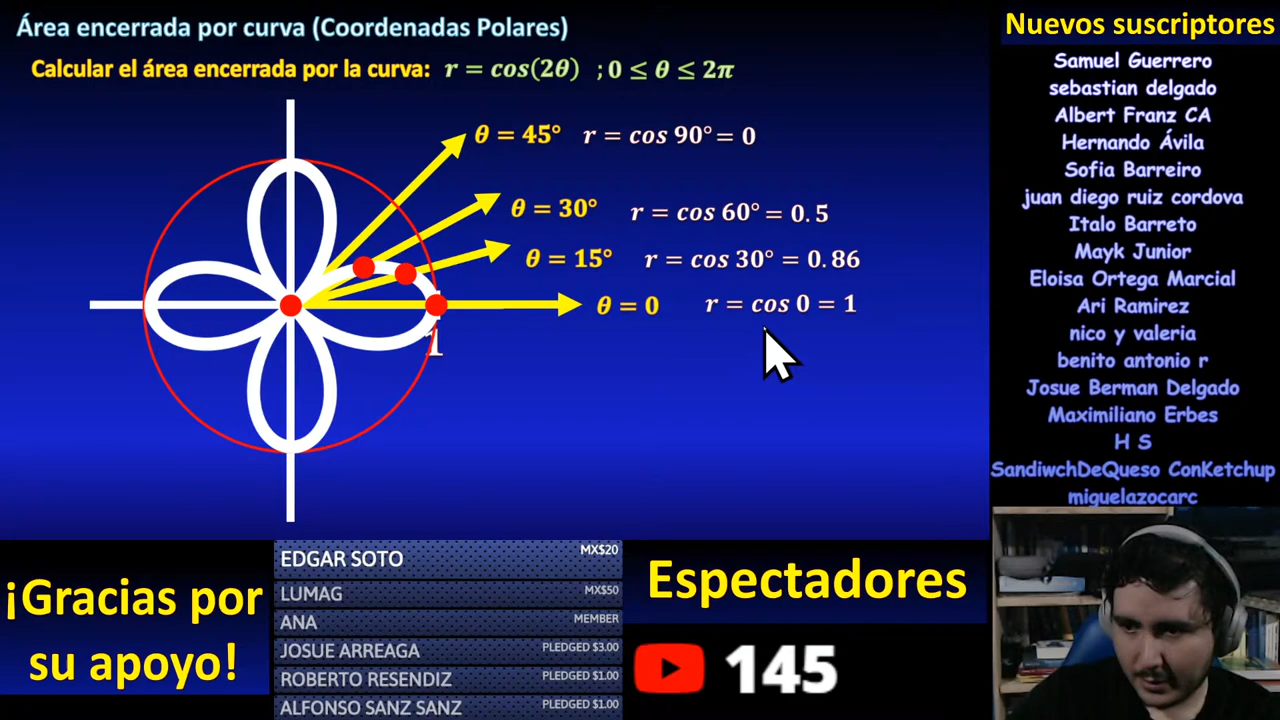 Área encerrada por curva (Coordenadas Polares)
Calcular el área encerrada por la curva: r = cos(2θ) ; 0 ≤ θ ≤ 2π
θ = 45° r = cos 90° = 0
θ = 30° r = cos 60° = 0.5
θ = 15° r = cos 30° = 0.86
θ = 0 r = cos 0 = 1
1
Nuevos suscriptores
Samuel Guerrero
sebastian delgado
Albert Franz CA
Hernando Ávila
Sofia Barreiro
juan diego ruiz cordova
Italo Barreto
Mayk Junior
Eloisa Ortega Marcial
Ari Ramirez
nico y valeria
benito antonio r
Josue Berman Delgado
Maximiliano Erbes
H S
SandiwchDeQueso ConKetchup
miguelazocarc
¡Gracias por
su apoyo!
EDGAR SOTO MX$20
LUMAG MX$50
ANA MEMBER
JOSUE ARREAGA PLEDGED $3.00
ROBERTO RESENDIZ PLEDGED $1.00
ALFONSO SANZ SANZ PLEDGED $1.00
Espectadores
145